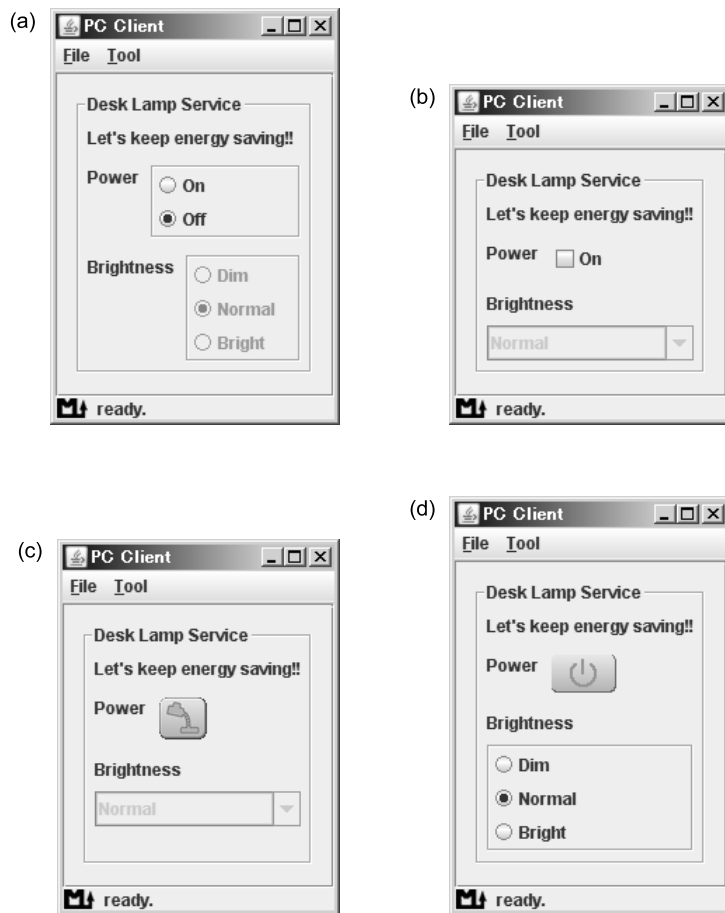 (a)
PC Client
File Tool
Desk Lamp Service
Let's keep energy saving!!
Power
On
Off
Brightness
Dim
Normal
Bright
ready.
(b)
PC Client
File Tool
Desk Lamp Service
Let's keep energy saving!!
Power On
Brightness
Normal
ready.
(c)
PC Client
File Tool
Desk Lamp Service
Let's keep energy saving!!
Power
Brightness
Normal
ready.
(d)
PC Client
File Tool
Desk Lamp Service
Let's keep energy saving!!
Power
Brightness
Dim
Normal
Bright
ready.